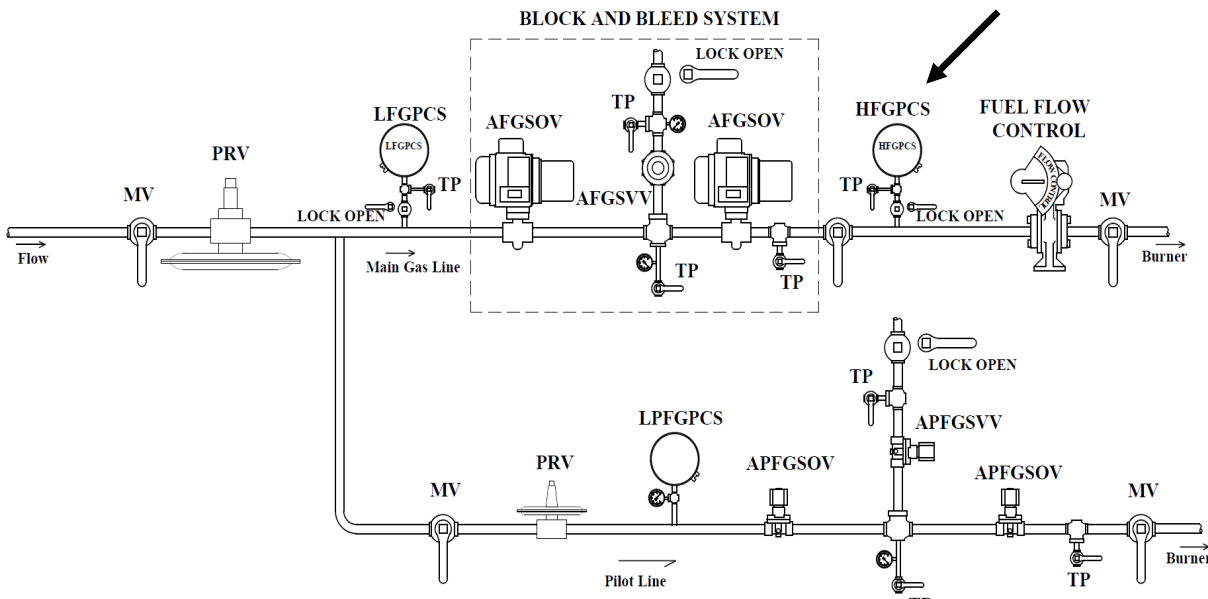 BLOCK AND BLEED SYSTEM
LOCK OPEN
TP
LFGPCS
LFGPCS
AFGSOV
AFGSOV
HFGPCS
HFGPCS
FUEL FLOW
CONTROL
FLOW CONTROL
PRV
MV
TP
LOCK OPEN
AFGSVV
TP
LOCK OPEN
MV
Flow
Main Gas Line
TP
TP
Burner
LOCK OPEN
TP
LPFGPCS
APFGSVV
PRV
APFGSOV
APFGSOV
MV
MV
Pilot Line
TP
Burner